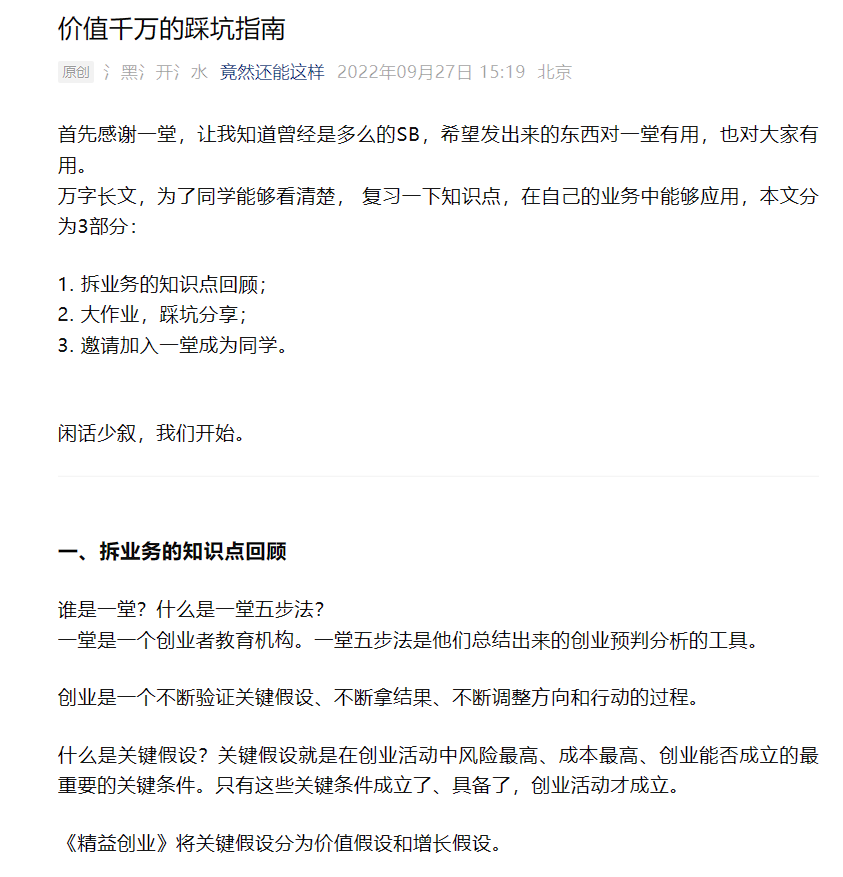 价值千万的踩坑指南
原创 氵黑氵开氵水 竟然还能这样 2022年09月27日 15:19 北京
首先感谢一堂，让我知道曾经是多么的SB，希望发出来的东西对一堂有用，也对大家有
用。
万字长文，为了同学能够看清楚， 复习一下知识点，在自己的业务中能够应用，本文分
为3部分：
1. 拆业务的知识点回顾；
2. 大作业，踩坑分享；
3. 邀请加入一堂成为同学。
闲话少叙，我们开始。
一、拆业务的知识点回顾
谁是一堂？什么是一堂五步法？
一堂是一个创业者教育机构。一堂五步法是他们总结出来的创业预判分析的工具。
创业是一个不断验证关键假设、不断拿结果、不断调整方向和行动的过程。
什么是关键假设？关键假设就是在创业活动中风险最高、成本最高、创业能否成立的最
重要的关键条件。只有这些关键条件成立了、具备了，创业活动才成立。
《精益创业》将关键假设分为价值假设和增长假设。